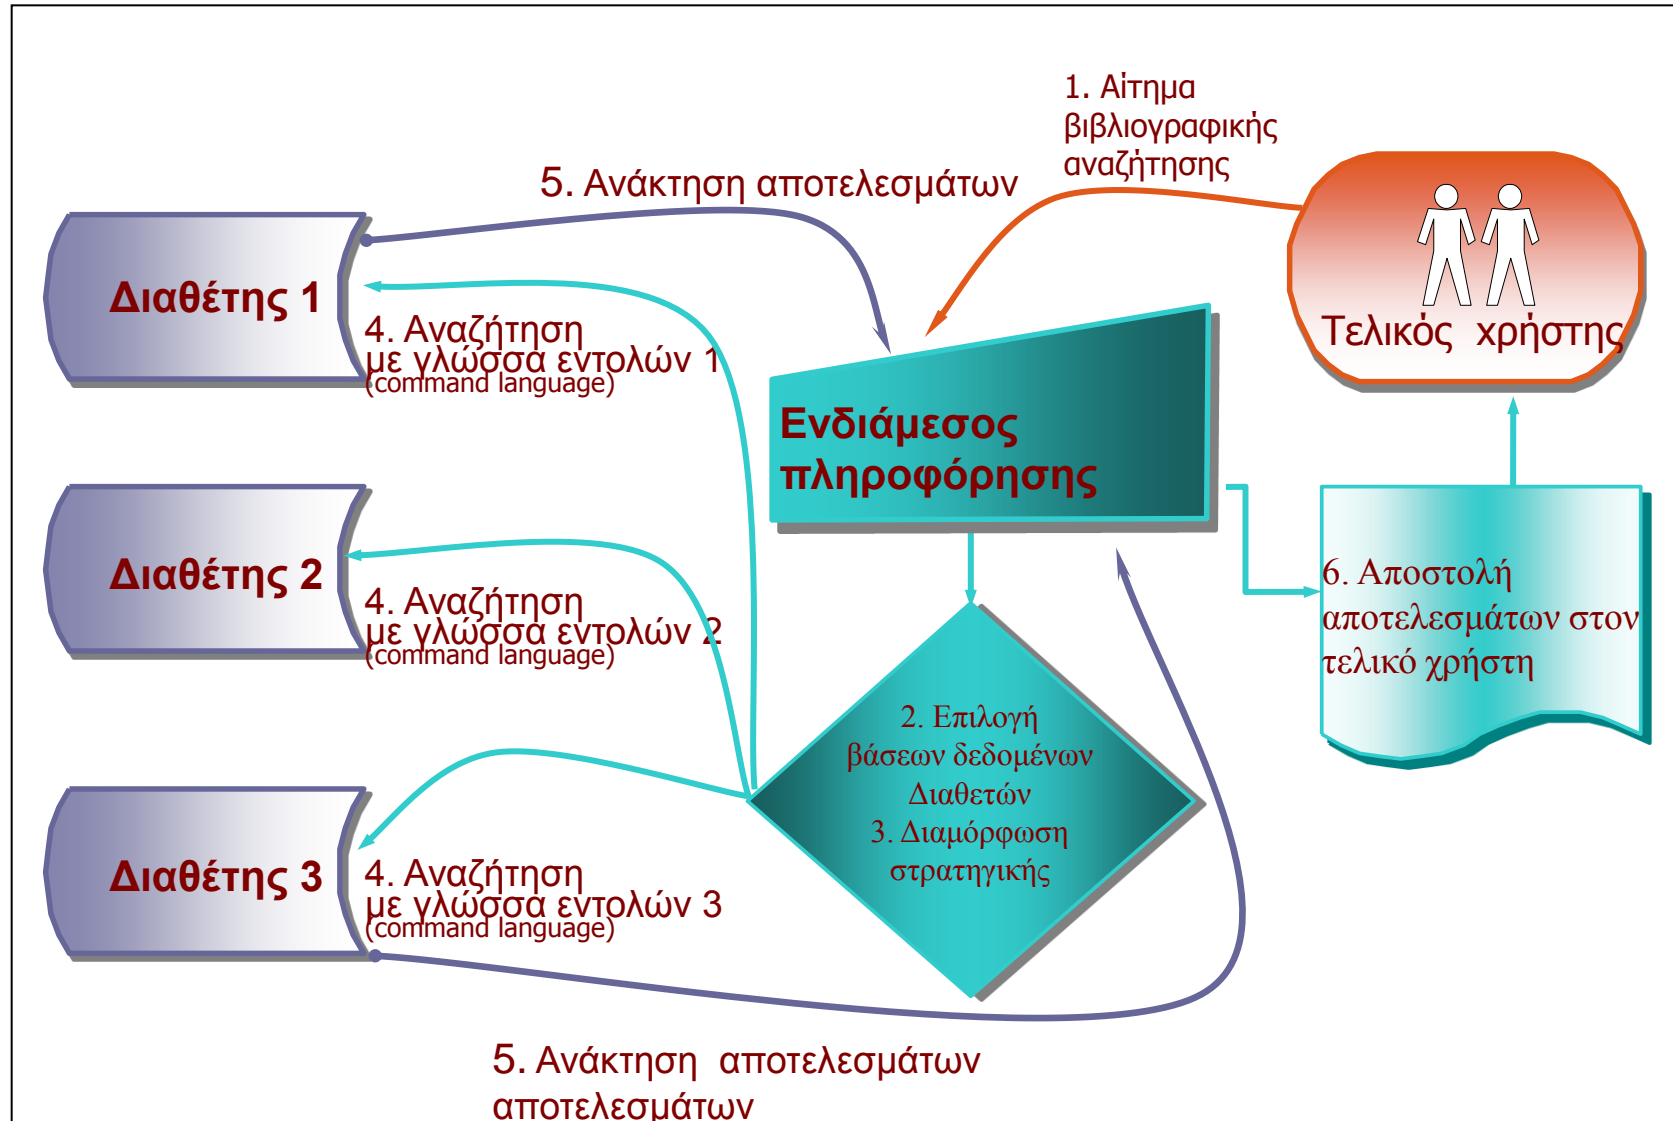 1. Αίτημα
βιβλιογραφικής
αναζήτησης
5. Ανάκτηση αποτελεσμάτων
Τελικός χρήστης
Διαθέτης 1
4. Αναζήτηση
με γλώσσα εντολών 1
(command language)
Ενδιάμεσος
πληροφόρησης
Διαθέτης 2
4. Αναζήτηση
με γλώσσα εντολών 2
(command language)
6. Αποστολή
αποτελεσμάτων στον
τελικό χρήστη
2. Επιλογή
βάσεων δεδομένων
Διαθετών
3. Διαμόρφωση
στρατηγικής
Διαθέτης 3
4. Αναζήτηση
με γλώσσα εντολών 3
(command language)
5. Ανάκτηση αποτελεσμάτων
αποτελεσμάτων